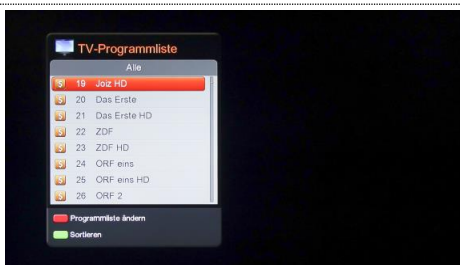 TV-Programmliste
Alle
S 19 Joiz HD
S 20 Das Erste
S 21 Das Erste HD
S 22 ZDF
S 23 ZDF HD
S 24 ORF eins
S 25 ORF eins HD
S 26 ORF 2
Programmliste ändern
Sortieren